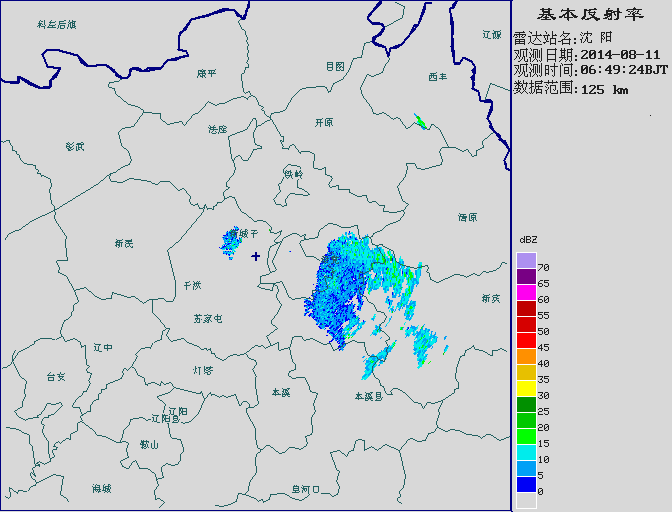 基本反射率
雷达站名:沈 阳
观测日期:2014-08-11
观测时间:06:49:24BJT
数据范围:125 km
科左后旗
辽源
康平
昌图
西丰
法库
开原
彰武
铁岭
清原
新民
新城子
于洪
新宾
苏家屯
辽中
灯塔
台安
本溪
本溪县
辽阳
辽阳县
鞍山
海城
dBZ
70
65
60
55
50
45
40
35
30
25
20
15
10
5
0